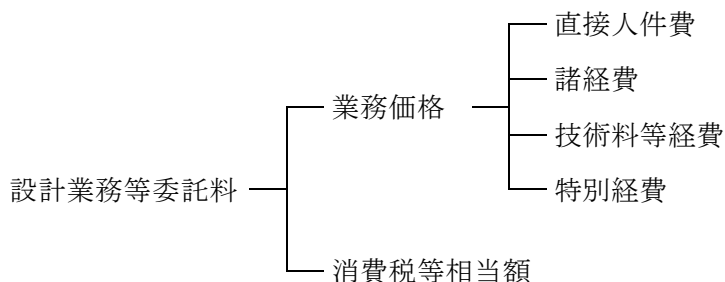 直接人件費
諸経費
業務価格
技術料等経費
設計業務等委託料
特別経費
消費税等相当額